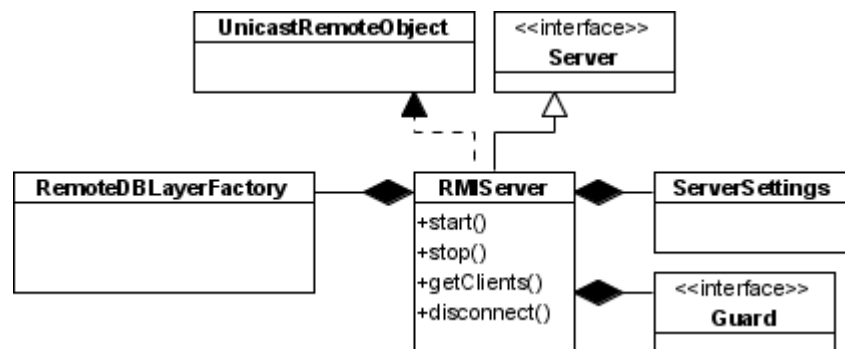 UnicastRemoteObject
<<interface>>
Server
RemoteDBLayerFactory
RMIServer
+start()
+stop()
+getClients()
+disconnect()
ServerSettings
<<interface>>
Guard